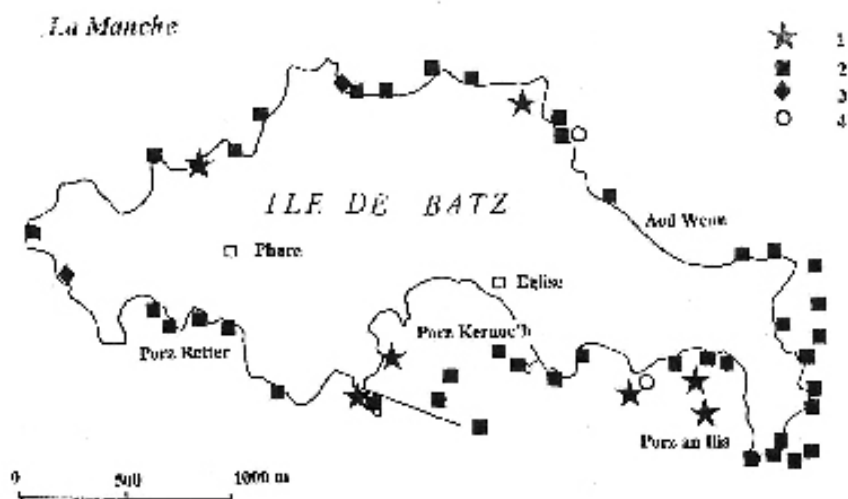 La Manche
1
2
3
4
ILE DE BATZ
Aod Wenn
Phare
Eglise
Porz Kernoc'h
Porz Retter
Porz an Ilis
0 500 1000 m